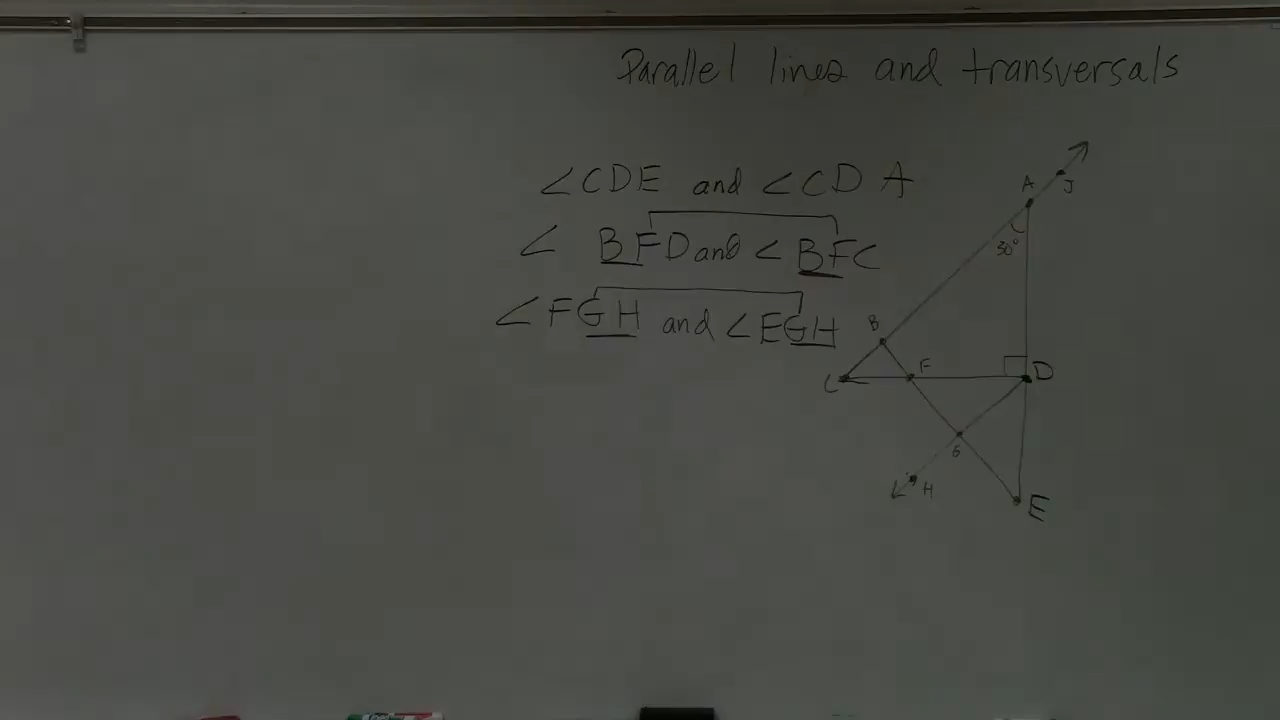 Parallel lines and transversals
∠CDE and ∠CDA
∠BFD and ∠BFC
∠FGH and ∠EGH
A
J
30°
B
F
C
D
G
H
E